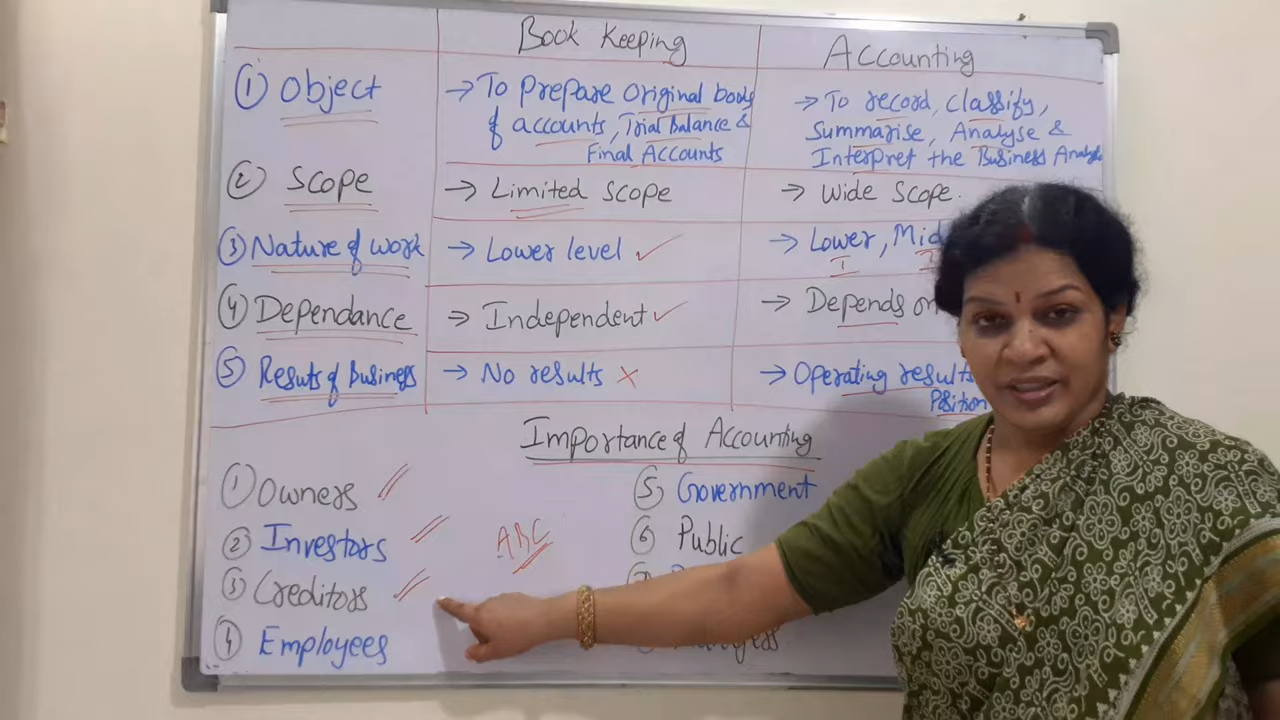 Book Keeping Accounting
① Object → To Prepare Original books → To record, classify,
of accounts, Trial Balance & Summarise, Analyse &
Final Accounts Interpret the Business
② Scope → Limited scope → Wide Scope.
③ Nature of work → Lower level ✓ → Lower,
I
④ Dependance → Independent ✓ → Depends on
⑤ Resuts of Business → No results X → Operating results
Position
Importance of Accounting
① Owners ⑤ Government
② Investors ABC ⑥ Public
③ Creditors
④ Employees